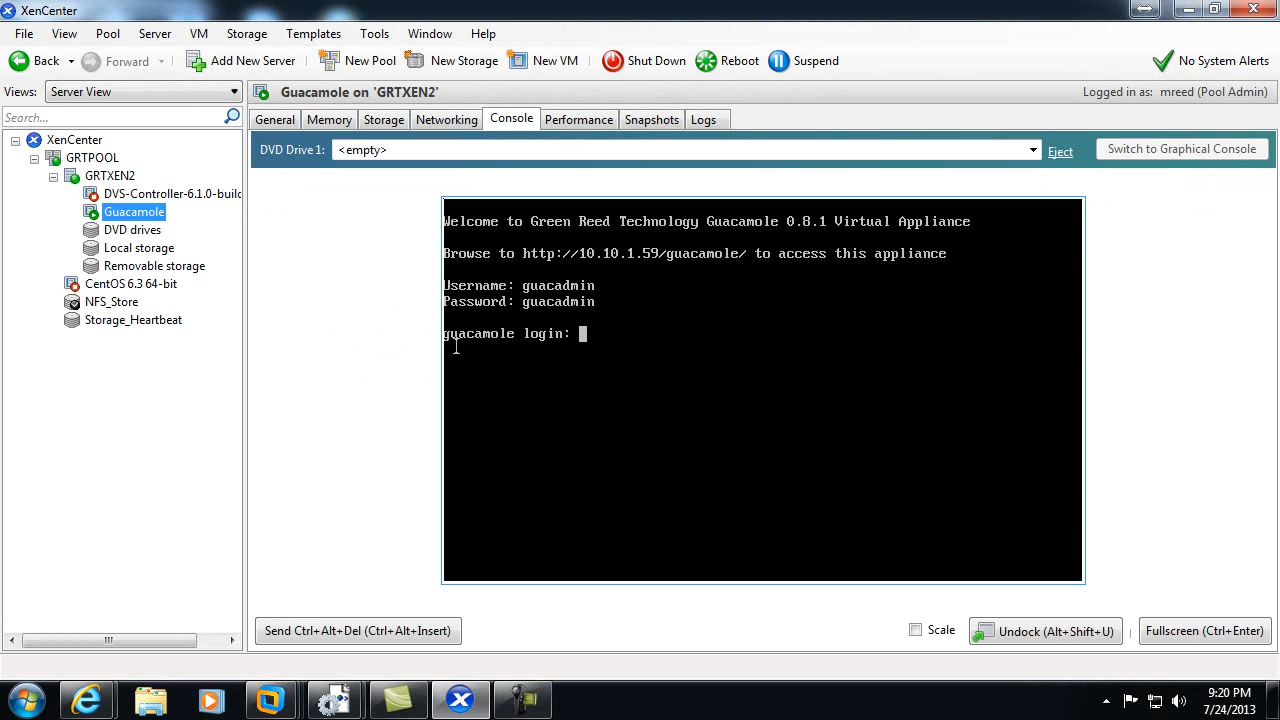 XenCenter
File View Pool Server VM Storage Templates Tools Window Help
Back Forward Add New Server New Pool New Storage New VM Shut Down Reboot Suspend No System Alerts
Views: Server View Guacamole on 'GRTXEN2' Logged in as: mreed (Pool Admin)
Search... General Memory Storage Networking Console Performance Snapshots Logs
XenCenter
GRTPOOL
GRTXEN2
DVS-Controller-6.1.0-build
Guacamole
DVD drives
Local storage
Removable storage
CentOS 6.3 64-bit
NFS_Store
Storage_Heartbeat
DVD Drive 1: <empty> Eject Switch to Graphical Console
Welcome to Green Reed Technology Guacamole 0.8.1 Virtual Appliance
Browse to http://10.10.1.59/guacamole/ to access this appliance
Username: guacadmin
Password: guacadmin
guacamole login:
Send Ctrl+Alt+Del (Ctrl+Alt+Insert) Scale Undock (Alt+Shift+U) Fullscreen (Ctrl+Enter)
9:20 PM
7/24/2013